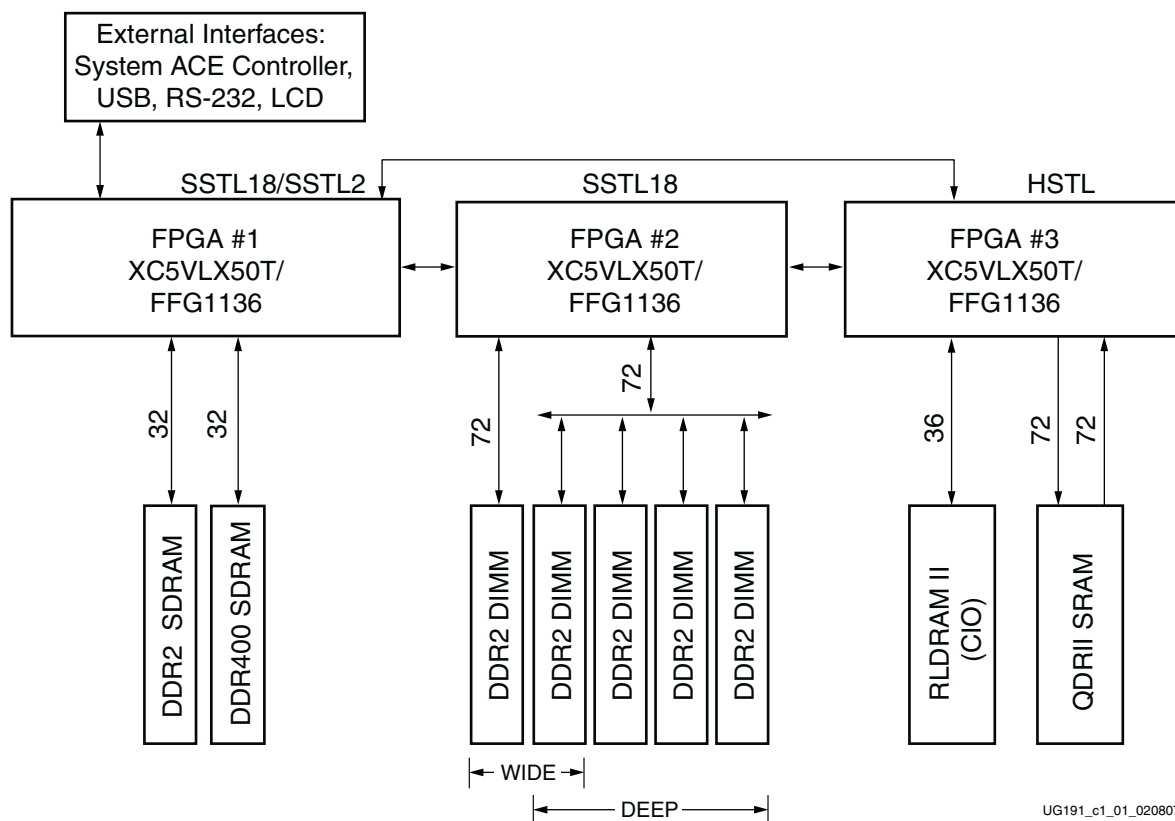 External Interfaces:
System ACE Controller,
USB, RS-232, LCD
SSTL18/SSTL2
SSTL18
HSTL
FPGA #1
XC5VLX50T/
FFG1136
FPGA #2
XC5VLX50T/
FFG1136
FPGA #3
XC5VLX50T/
FFG1136
32
32
72
72
36
72
72
DDR2 SDRAM
DDR400 SDRAM
DDR2 DIMM
DDR2 DIMM
DDR2 DIMM
DDR2 DIMM
DDR2 DIMM
RLDRAM II
(CIO)
QDRII SRAM
WIDE
DEEP
UG191_c1_01_020807